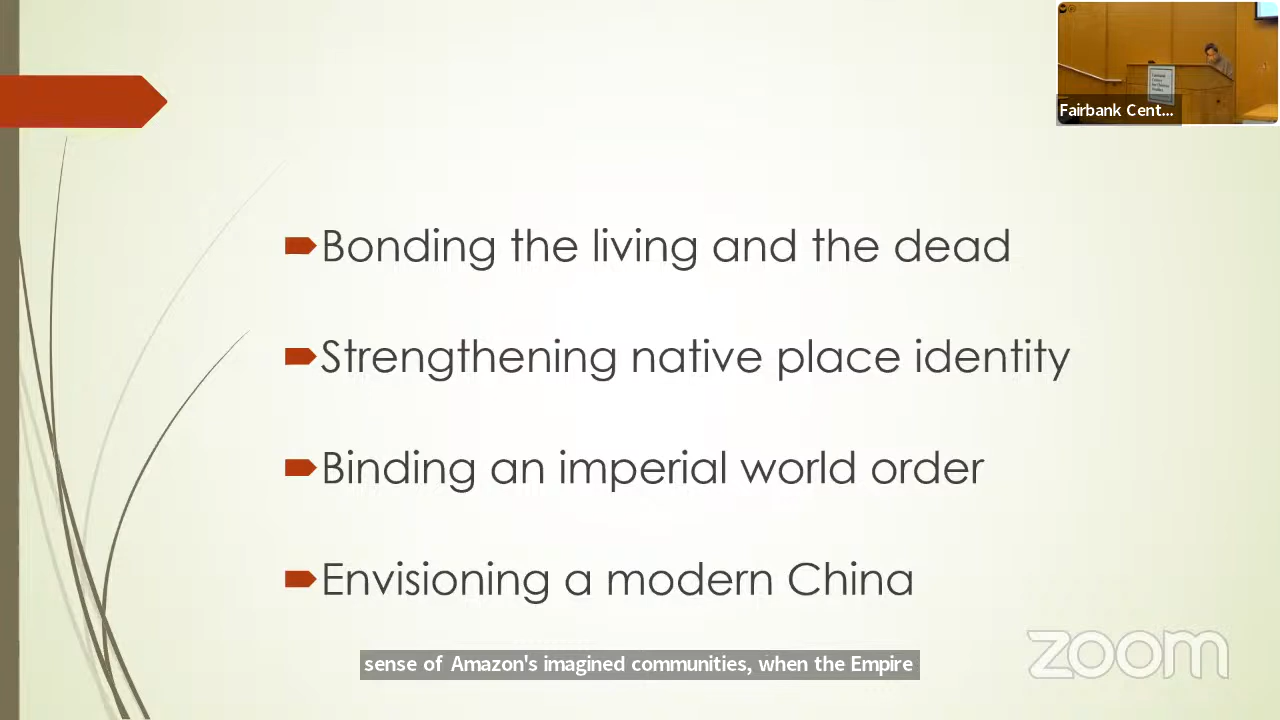 Fairbank Cent...
Bonding the living and the dead
Strengthening native place identity
Binding an imperial world order
Envisioning a modern China
sense of Amazon's imagined communities, when the Empire
zoom